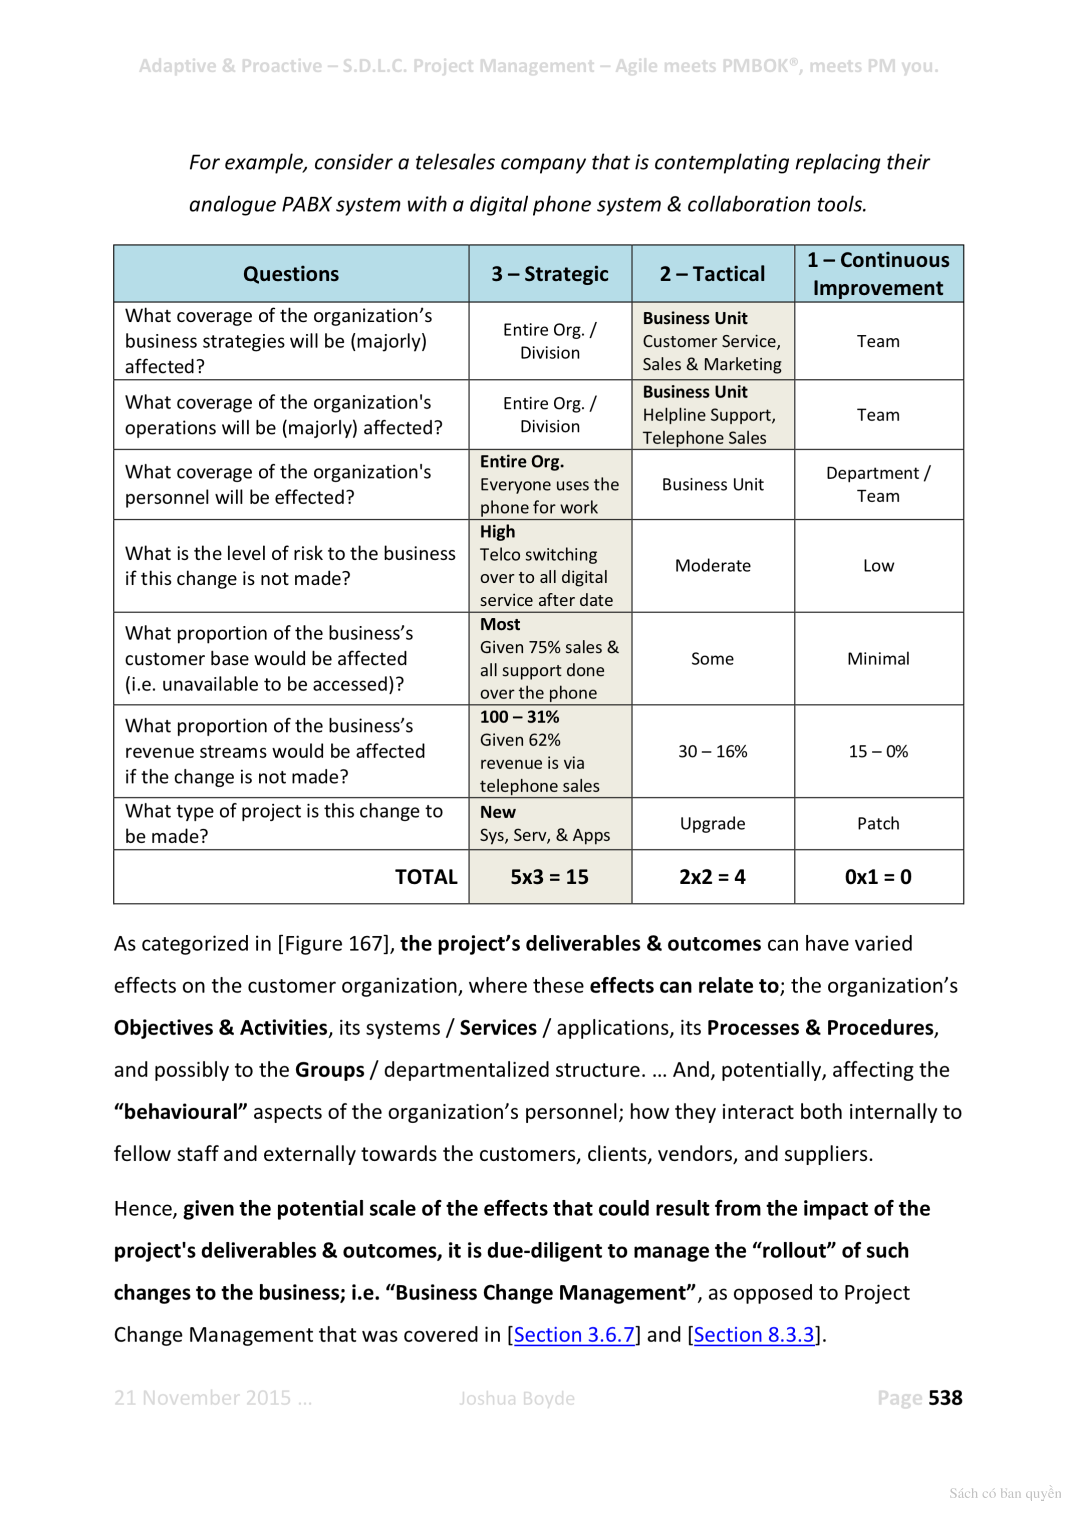 Adaptive & Proactive – S.D.L.C. Project Management – Agile meets PMBOK®, meets PM you.
For example, consider a telesales company that is contemplating replacing their
analogue PABX system with a digital phone system & collaboration tools.
Questions
3 – Strategic
2 – Tactical
1 – Continuous
Improvement
What coverage of the organization’s
business strategies will be (majorly)
affected?
Entire Org. /
Division
Business Unit
Customer Service,
Sales & Marketing
Team
What coverage of the organization's
operations will be (majorly) affected?
Entire Org. /
Division
Business Unit
Helpline Support,
Telephone Sales
Team
What coverage of the organization's
personnel will be effected?
Entire Org.
Everyone uses the
phone for work
Business Unit
Department /
Team
What is the level of risk to the business
if this change is not made?
High
Telco switching
over to all digital
service after date
Moderate
Low
What proportion of the business’s
customer base would be affected
(i.e. unavailable to be accessed)?
Most
Given 75% sales &
all support done
over the phone
Some
Minimal
What proportion of the business’s
revenue streams would be affected
if the change is not made?
100 – 31%
Given 62%
revenue is via
telephone sales
30 – 16%
15 – 0%
What type of project is this change to
be made?
New
Sys, Serv, & Apps
Upgrade
Patch
TOTAL
5x3 = 15
2x2 = 4
0x1 = 0
As categorized in [Figure 167], the project’s deliverables & outcomes can have varied
effects on the customer organization, where these effects can relate to; the organization’s
Objectives & Activities, its systems / Services / applications, its Processes & Procedures,
and possibly to the Groups / departmentalized structure. … And, potentially, affecting the
“behavioural” aspects of the organization’s personnel; how they interact both internally to
fellow staff and externally towards the customers, clients, vendors, and suppliers.
Hence, given the potential scale of the effects that could result from the impact of the
project's deliverables & outcomes, it is due-diligent to manage the “rollout” of such
changes to the business; i.e. “Business Change Management”, as opposed to Project
Change Management that was covered in [Section 3.6.7] and [Section 8.3.3].
21 November 2015 …
Joshua Boyde
Page 538
Sách có bản quyền